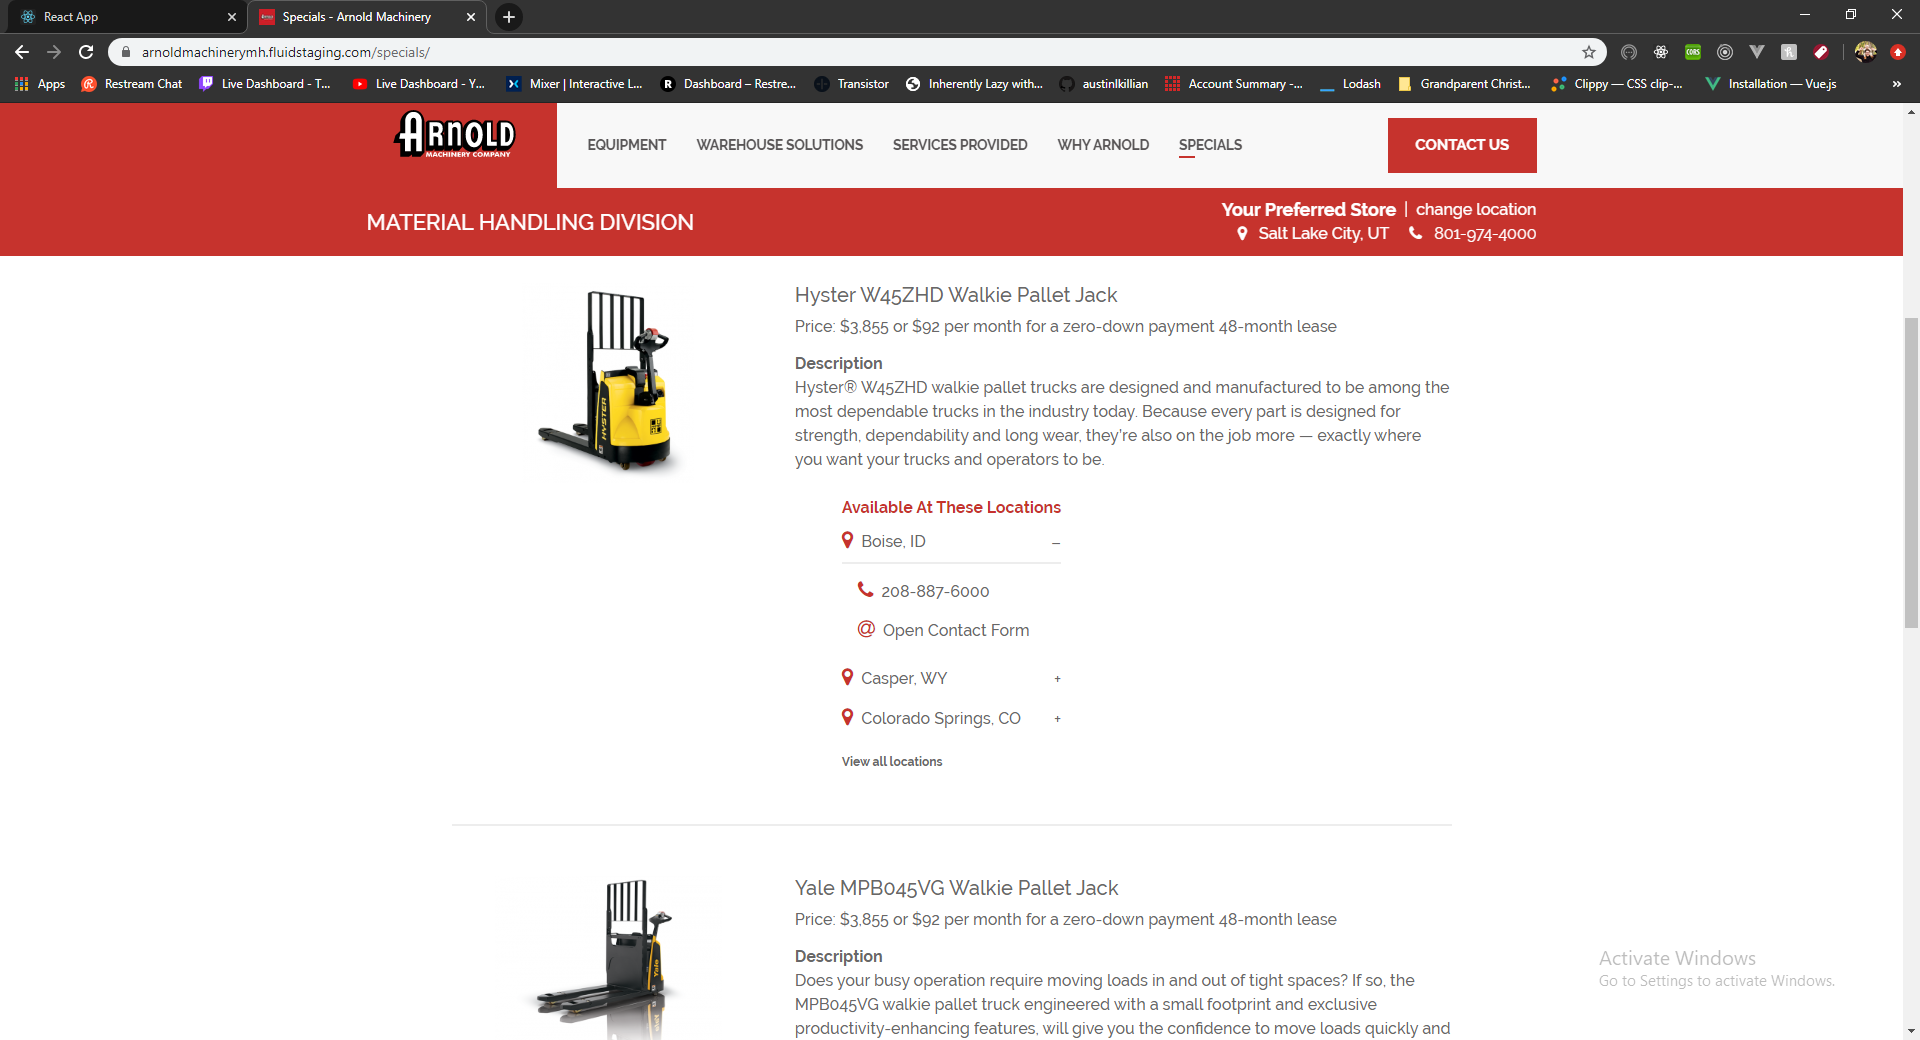 React App
Specials - Arnold Machinery
arnoldmachinerymh.fluidstaging.com/specials/
Apps
Restream Chat
Live Dashboard - T...
Live Dashboard - Y...
Mixer | Interactive L...
Dashboard – Restre...
Transistor
Inherently Lazy with...
austinlkillian
Account Summary -...
Lodash
Grandparent Christ...
Clippy — CSS clip-...
Installation — Vue.js
»
ARNOLD
MACHINERY COMPANY
EQUIPMENT
WAREHOUSE SOLUTIONS
SERVICES PROVIDED
WHY ARNOLD
SPECIALS
CONTACT US
MATERIAL HANDLING DIVISION
Your Preferred Store | change location
Salt Lake City, UT 801-974-4000
HYSTER
Hyster W45ZHD Walkie Pallet Jack
Price: $3,855 or $92 per month for a zero-down payment 48-month lease
Description
Hyster® W45ZHD walkie pallet trucks are designed and manufactured to be among the
most dependable trucks in the industry today. Because every part is designed for
strength, dependability and long wear, they’re also on the job more — exactly where
you want your trucks and operators to be.
Available At These Locations
Boise, ID –
208-887-6000
@ Open Contact Form
Casper, WY +
Colorado Springs, CO +
View all locations
Yale
Yale MPB045VG Walkie Pallet Jack
Price: $3,855 or $92 per month for a zero-down payment 48-month lease
Description
Does your busy operation require moving loads in and out of tight spaces? If so, the
MPB045VG walkie pallet truck engineered with a small footprint and exclusive
productivity-enhancing features, will give you the confidence to move loads quickly and
Activate Windows
Go to Settings to activate Windows.